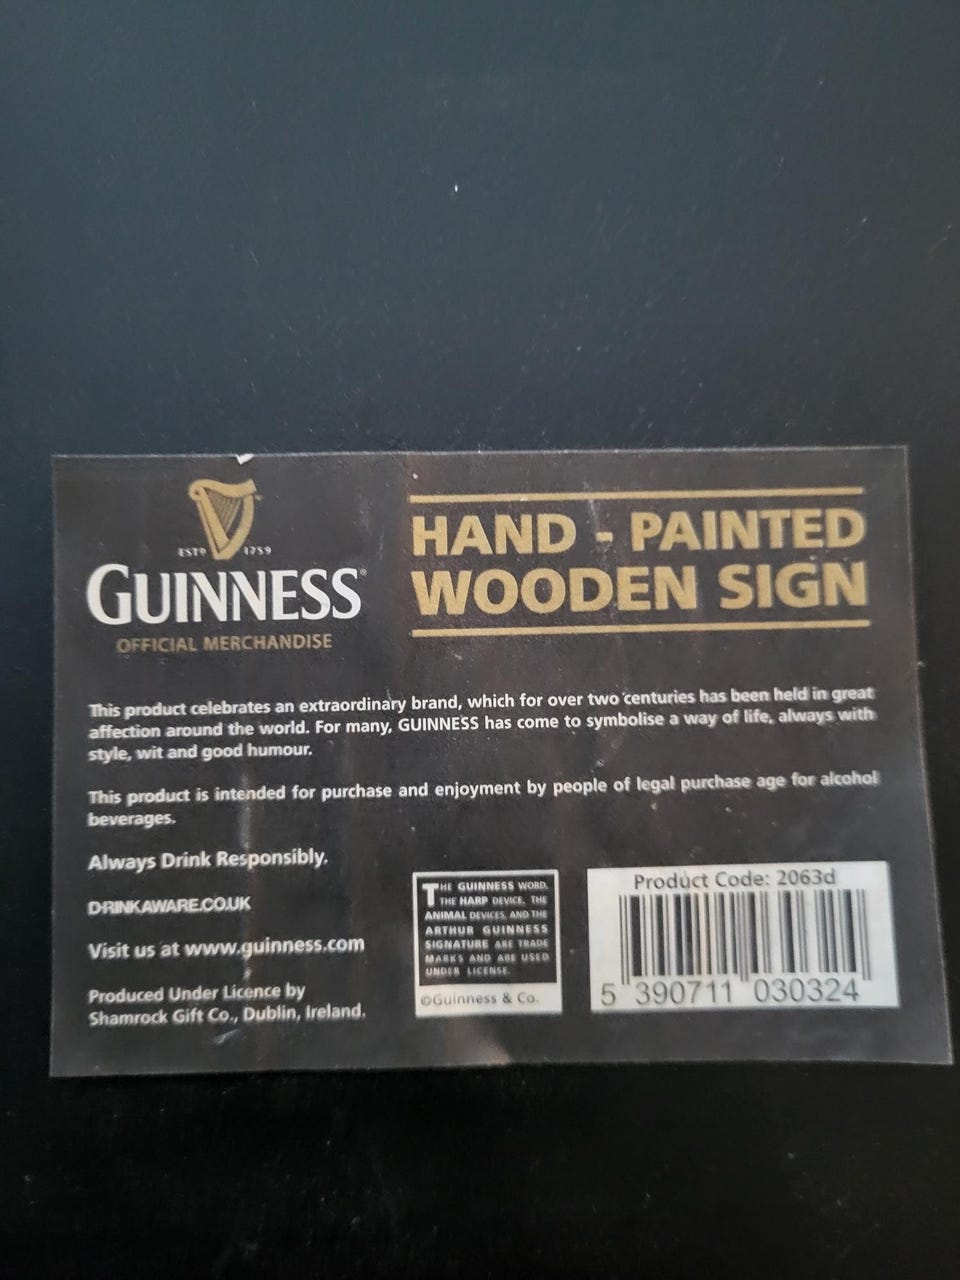 ESTD 1759
GUINNESS®
OFFICIAL MERCHANDISE
HAND - PAINTED
WOODEN SIGN
This product celebrates an extraordinary brand, which for over two centuries has been held in great
affection around the world. For many, GUINNESS has come to symbolise a way of life, always with
style, wit and good humour.
This product is intended for purchase and enjoyment by people of legal purchase age for alcohol
beverages.
Always Drink Responsibly.
DRINKAWARE.CO.UK
Visit us at www.guinness.com
Produced Under Licence by
Shamrock Gift Co., Dublin, Ireland.
THE GUINNESS WORD,
THE HARP DEVICE, THE
ANIMAL DEVICES, AND THE
ARTHUR GUINNESS
SIGNATURE ARE TRADE
MARKS AND ARE USED
UNDER LICENSE.
©Guinness & Co.
Product Code: 2063d
5 390711 030324